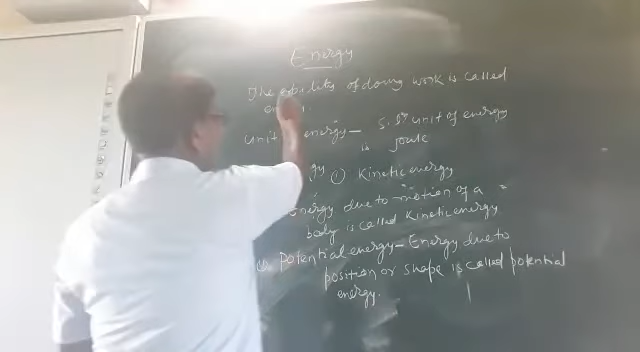 Energy
The of doing work is called
unit energy - S.I unit of energy
is joule
gy ① Kinetic energy
Energy due to motion of a
body is called Kinetic energy
Potential energy - Energy due to
position or shape is called potential
energy.